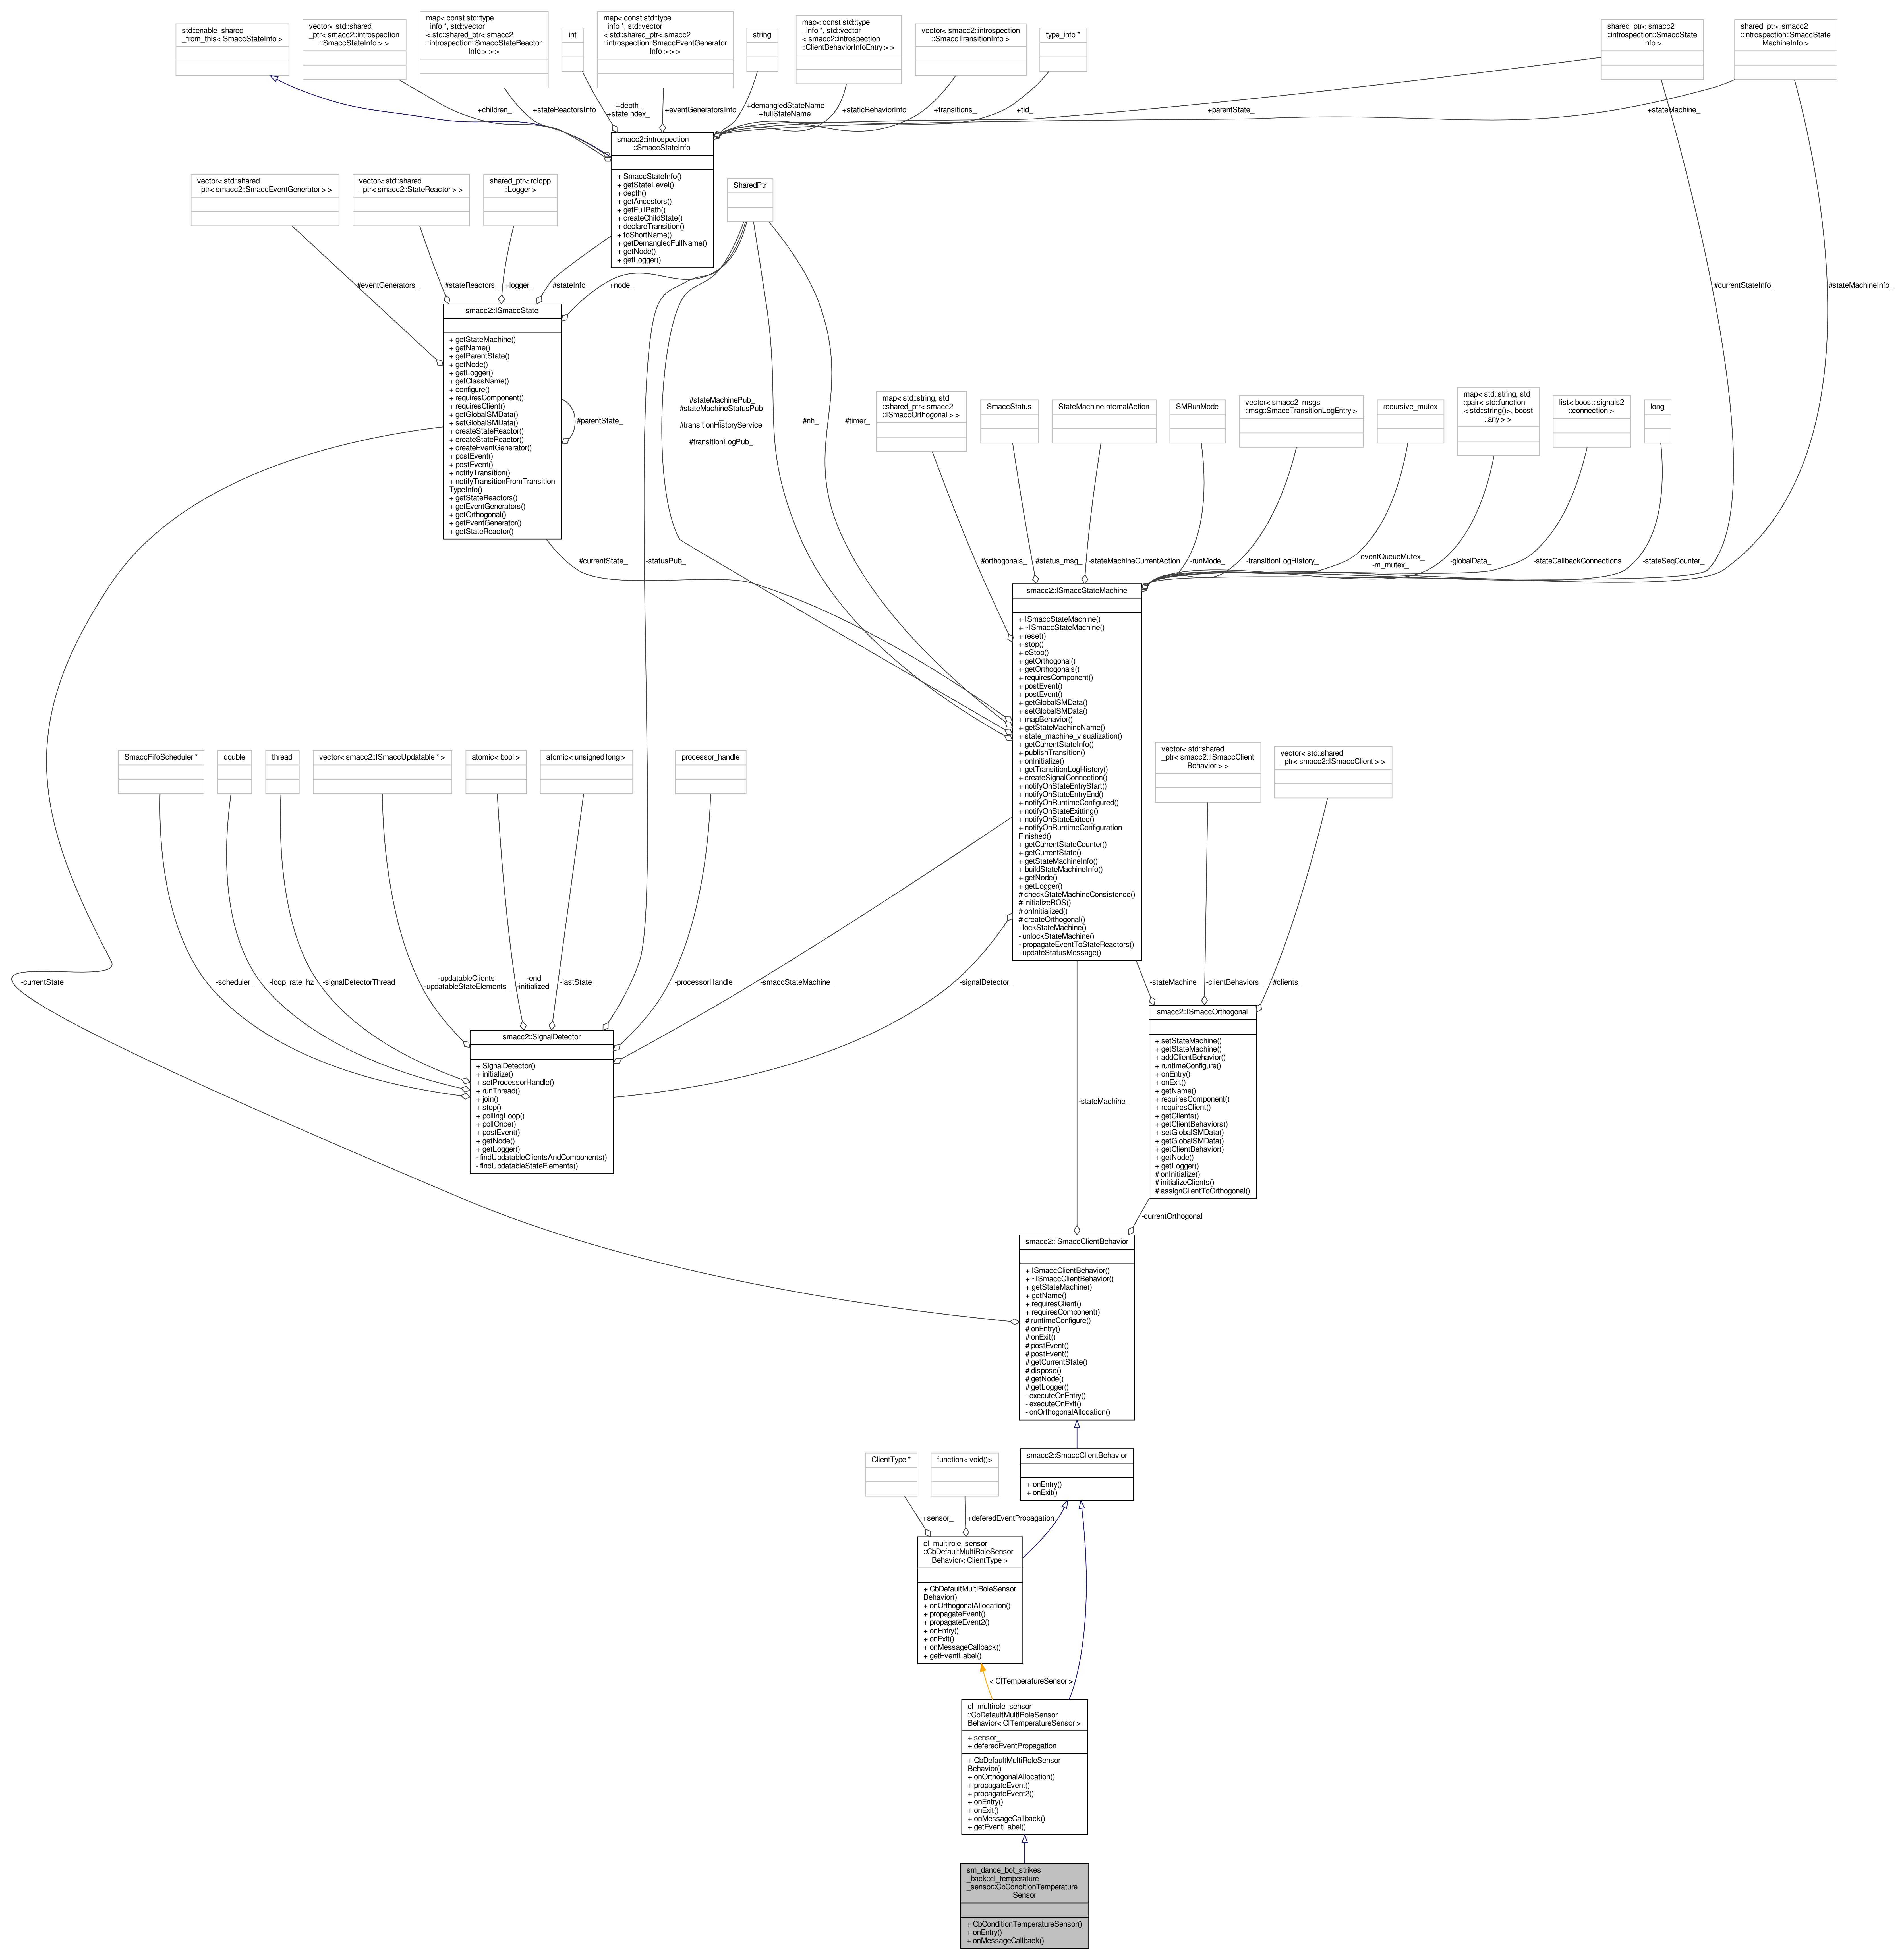 std::enable_shared
_from_this< SmaccStateInfo >
vector< std::shared
_ptr< smacc2::introspection
::SmaccStateInfo > >
map< const std::type
_info *, std::vector
< std::shared_ptr< smacc2
::introspection::SmaccStateReactor
Info > > >
int
map< const std::type
_info *, std::vector
< std::shared_ptr< smacc2
::introspection::SmaccEventGenerator
Info > > >
string
map< const std::type
_info *, std::vector
< smacc2::introspection
::ClientBehaviorInfoEntry > >
vector< smacc2::introspection
::SmaccTransitionInfo >
type_info *
shared_ptr< smacc2
::introspection::SmaccState
Info >
shared_ptr< smacc2
::introspection::SmaccState
MachineInfo >
+children_
+stateReactorsInfo
+depth_
+stateIndex_
+eventGeneratorsInfo
+demangledStateName
+fullStateName
+staticBehaviorInfo
+transitions_
+tid_
+parentState_
+stateMachine_
smacc2::introspection
::SmaccStateInfo
+ SmaccStateInfo()
+ getStateLevel()
+ depth()
+ getAncestors()
+ getFullPath()
+ createChildState()
+ declareTransition()
+ toShortName()
+ getDemangledFullName()
+ getNode()
+ getLogger()
vector< std::shared
_ptr< smacc2::SmaccEventGenerator > >
vector< std::shared
_ptr< smacc2::StateReactor > >
shared_ptr< rclcpp
::Logger >
SharedPtr
#eventGenerators_
#stateReactors_
+logger_
#stateInfo_
+node_
#currentStateInfo_
#stateMachineInfo_
smacc2::ISmaccState
+ getStateMachine()
+ getName()
+ getParentState()
+ getNode()
+ getLogger()
+ getClassName()
+ configure()
+ requiresComponent()
+ requiresClient()
+ getGlobalSMData()
+ setGlobalSMData()
+ createStateReactor()
+ createStateReactor()
+ createEventGenerator()
+ postEvent()
+ postEvent()
+ notifyTransition()
+ notifyTransitionFromTransition
TypeInfo()
+ getStateReactors()
+ getEventGenerators()
+ getOrthogonal()
+ getEventGenerator()
+ getStateReactor()
#parentState_
#stateMachinePub_
#stateMachineStatusPub
_
#transitionHistoryService
_
#transitionLogPub_
#nh_
#timer_
map< std::string, std
::shared_ptr< smacc2
::ISmaccOrthogonal > >
SmaccStatus
StateMachineInternalAction
SMRunMode
vector< smacc2_msgs
::msg::SmaccTransitionLogEntry >
recursive_mutex
map< std::string, std
::pair< std::function
< std::string()>, boost
::any > >
list< boost::signals2
::connection >
long
#currentState_
-statusPub_
#orthogonals_
#status_msg_
-stateMachineCurrentAction
-runMode_
-transitionLogHistory_
-eventQueueMutex_
-m_mutex_
-globalData_
-stateCallbackConnections
-stateSeqCounter_
smacc2::ISmaccStateMachine
+ ISmaccStateMachine()
+ ~ISmaccStateMachine()
+ reset()
+ stop()
+ eStop()
+ getOrthogonal()
+ getOrthogonals()
+ requiresComponent()
+ postEvent()
+ postEvent()
+ getGlobalSMData()
+ setGlobalSMData()
+ mapBehavior()
+ getStateMachineName()
+ state_machine_visualization()
+ getCurrentStateInfo()
+ publishTransition()
+ onInitialize()
+ getTransitionLogHistory()
+ createSignalConnection()
+ notifyOnStateEntryStart()
+ notifyOnStateEntryEnd()
+ notifyOnRuntimeConfigured()
+ notifyOnStateExitting()
+ notifyOnStateExited()
+ notifyOnRuntimeConfiguration
Finished()
+ getCurrentStateCounter()
+ getCurrentState()
+ getStateMachineInfo()
+ buildStateMachineInfo()
+ getNode()
+ getLogger()
# checkStateMachineConsistence()
# initializeROS()
# onInitialized()
# createOrthogonal()
- lockStateMachine()
- unlockStateMachine()
- propagateEventToStateReactors()
- updateStatusMessage()
SmaccFifoScheduler *
double
thread
vector< smacc2::ISmaccUpdatable * >
atomic< bool >
atomic< unsigned long >
processor_handle
vector< std::shared
_ptr< smacc2::ISmaccClient
Behavior > >
vector< std::shared
_ptr< smacc2::ISmaccClient > >
-currentState
-scheduler_
-loop_rate_hz
-signalDetectorThread_
-updatableClients_
-updatableStateElements_
-end_
-initialized_
-lastState_
-processorHandle_
-smaccStateMachine_
-signalDetector_
-stateMachine_
-clientBehaviors_
#clients_
smacc2::SignalDetector
+ SignalDetector()
+ initialize()
+ setProcessorHandle()
+ runThread()
+ join()
+ stop()
+ pollingLoop()
+ pollOnce()
+ postEvent()
+ getNode()
+ getLogger()
- findUpdatableClientsAndComponents()
- findUpdatableStateElements()
smacc2::ISmaccOrthogonal
+ setStateMachine()
+ getStateMachine()
+ addClientBehavior()
+ runtimeConfigure()
+ onEntry()
+ onExit()
+ getName()
+ requiresComponent()
+ requiresClient()
+ getClients()
+ getClientBehaviors()
+ setGlobalSMData()
+ getGlobalSMData()
+ getClientBehavior()
+ getNode()
+ getLogger()
# onInitialize()
# initializeClients()
# assignClientToOrthogonal()
-stateMachine_
-currentOrthogonal
smacc2::ISmaccClientBehavior
+ ISmaccClientBehavior()
+ ~ISmaccClientBehavior()
+ getStateMachine()
+ getName()
+ requiresClient()
+ requiresComponent()
# runtimeConfigure()
# onEntry()
# onExit()
# postEvent()
# postEvent()
# getCurrentState()
# dispose()
# getNode()
# getLogger()
- executeOnEntry()
- executeOnExit()
- onOrthogonalAllocation()
ClientType *
function< void()>
smacc2::SmaccClientBehavior
+ onEntry()
+ onExit()
+sensor_
+deferedEventPropagation
cl_multirole_sensor
::CbDefaultMultiRoleSensor
Behavior< ClientType >
+ CbDefaultMultiRoleSensor
Behavior()
+ onOrthogonalAllocation()
+ propagateEvent()
+ propagateEvent2()
+ onEntry()
+ onExit()
+ onMessageCallback()
+ getEventLabel()
< ClTemperatureSensor >
cl_multirole_sensor
::CbDefaultMultiRoleSensor
Behavior< ClTemperatureSensor >
+ sensor_
+ deferedEventPropagation
+ CbDefaultMultiRoleSensor
Behavior()
+ onOrthogonalAllocation()
+ propagateEvent()
+ propagateEvent2()
+ onEntry()
+ onExit()
+ onMessageCallback()
+ getEventLabel()
sm_dance_bot_strikes
_back::cl_temperature
_sensor::CbConditionTemperature
Sensor
+ CbConditionTemperatureSensor()
+ onEntry()
+ onMessageCallback()